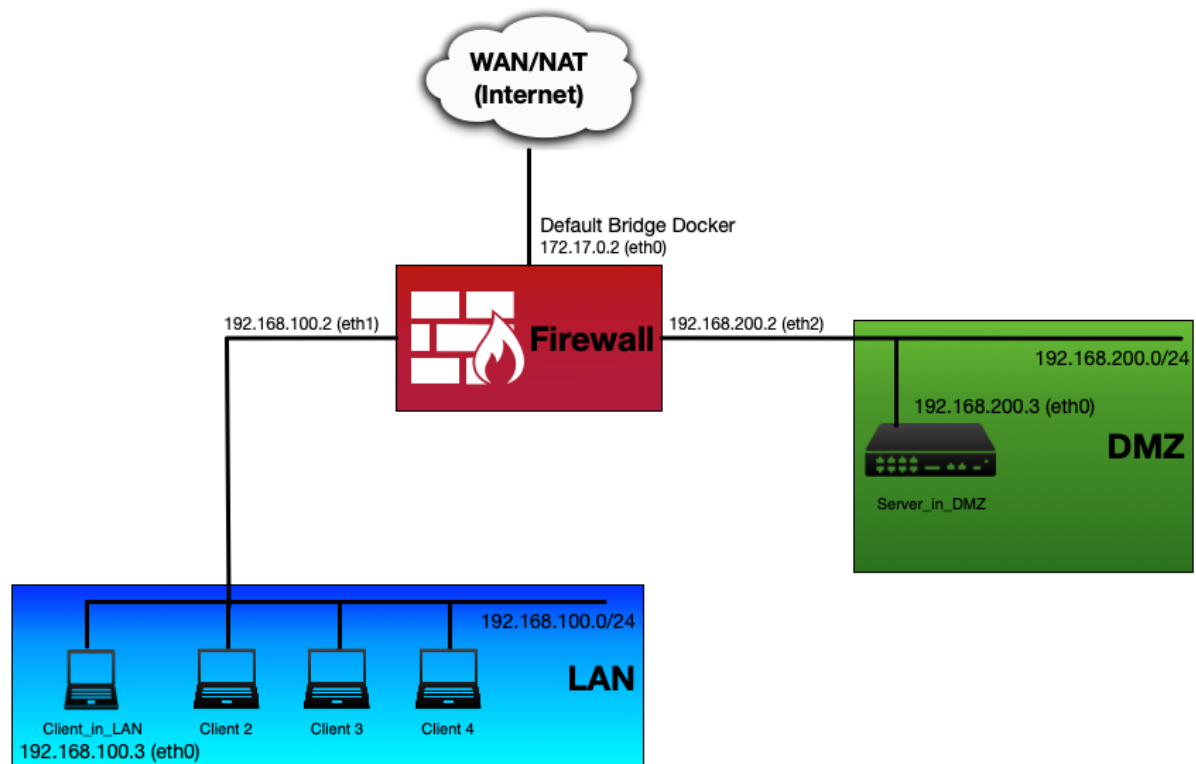 WAN/NAT
(Internet)
Default Bridge Docker
172.17.0.2 (eth0)
192.168.100.2 (eth1)
Firewall
192.168.200.2 (eth2)
192.168.200.0/24
192.168.200.3 (eth0)
DMZ
Server_in_DMZ
192.168.100.0/24
LAN
Client_in_LAN
Client 2
Client 3
Client 4
192.168.100.3 (eth0)